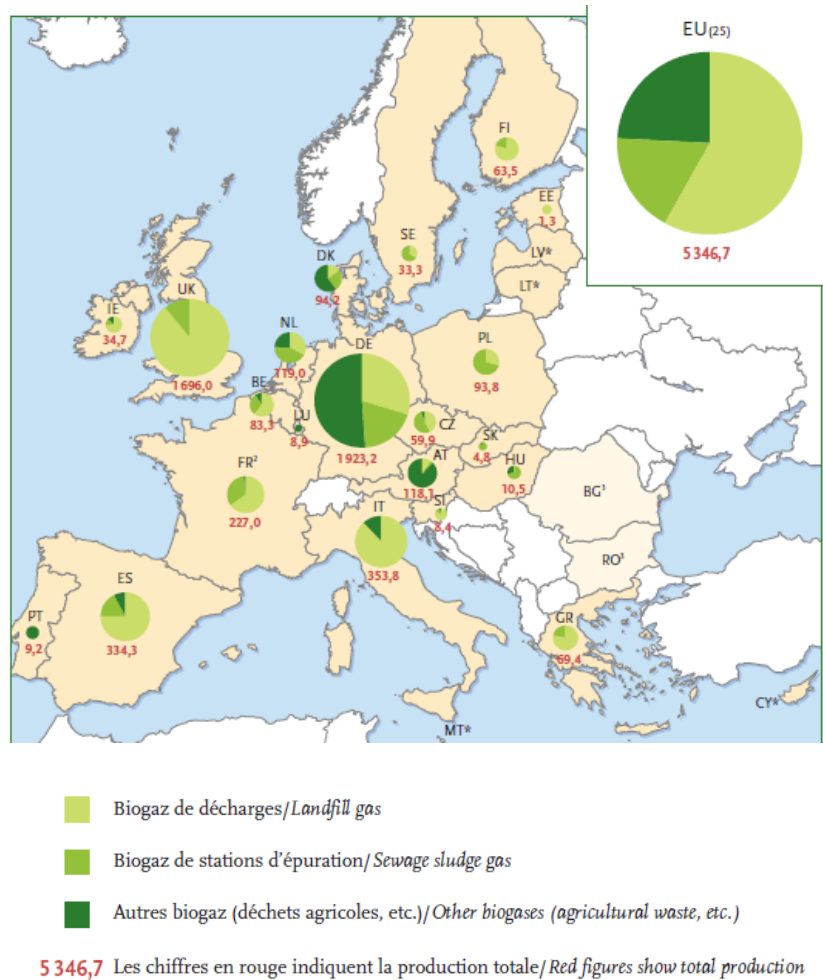 EU(25)
5 346,7
FI
63,5
EE
1,3
SE
33,3
LV*
LT*
DK
94,2
UK
1 696,0
IE
34,7
NL
119,0
DE
1 923,2
PL
93,8
BE
83,3
LU
8,9
CZ
59,9
SK
4,8
FR²
227,0
AT
118,1
HU
10,5
SI
8,4
BG¹
IT
353,8
RO¹
ES
334,3
PT
9,2
GR
69,4
CY*
MT*
Biogaz de décharges/Landfill gas
Biogaz de stations d'épuration/Sewage sludge gas
Autres biogaz (déchets agricoles, etc.)/Other biogases (agricultural waste, etc.)
5 346,7 Les chiffres en rouge indiquent la production totale/Red figures show total production